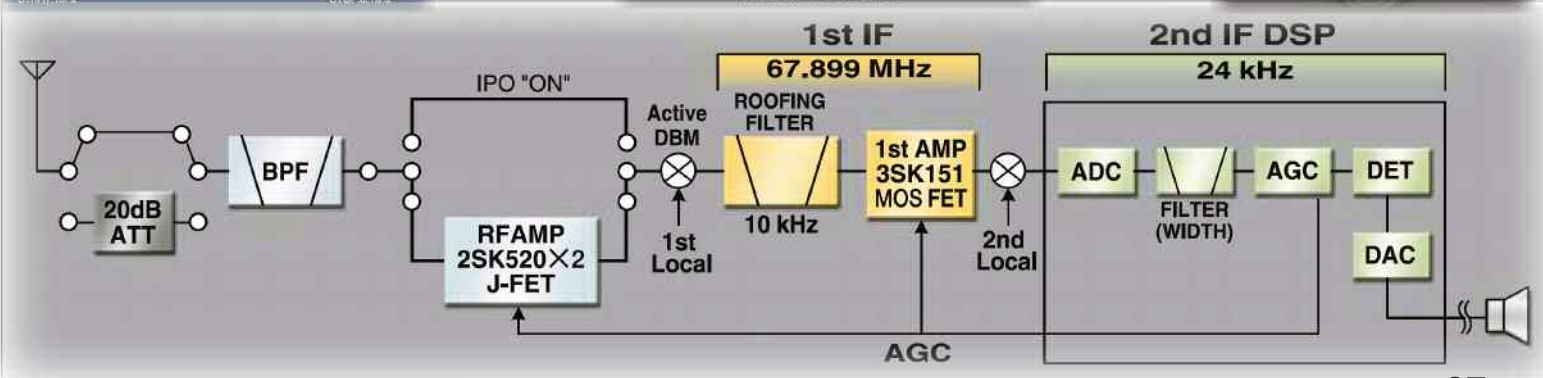 1st IF
67.899 MHz
2nd IF DSP
24 kHz
IPO "ON"
Active
DBM
ROOFING
FILTER
10 kHz
BPF
20dB
ATT
RFAMP
2SK520×2
J-FET
1st
Local
1st AMP
3SK151
MOS FET
2nd
Local
ADC
FILTER
(WIDTH)
AGC
DET
DAC
AGC